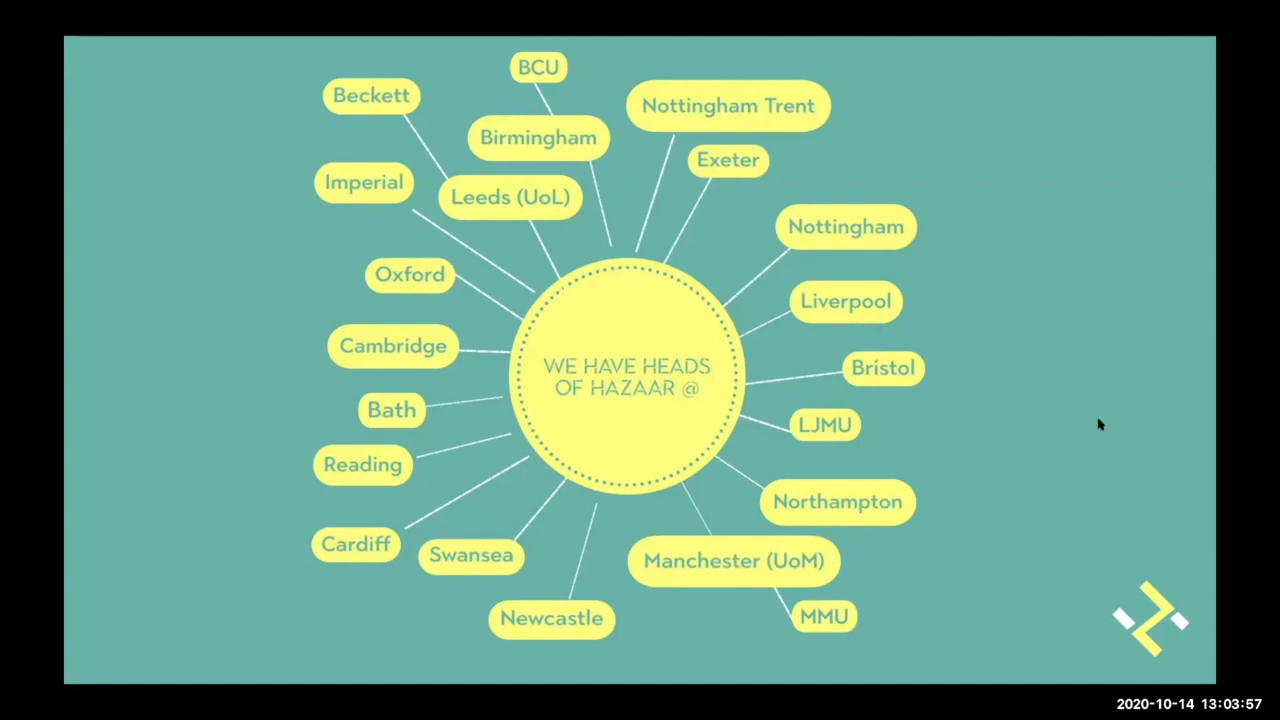 BCU
Beckett
Nottingham Trent
Birmingham
Exeter
Imperial
Leeds (UoL)
Nottingham
Oxford
Liverpool
Cambridge
WE HAVE HEADS
OF HAZAAR @
Bristol
Bath
LJMU
Reading
Northampton
Cardiff
Swansea
Manchester (UoM)
Newcastle
MMU
2020-10-14 13:03:57